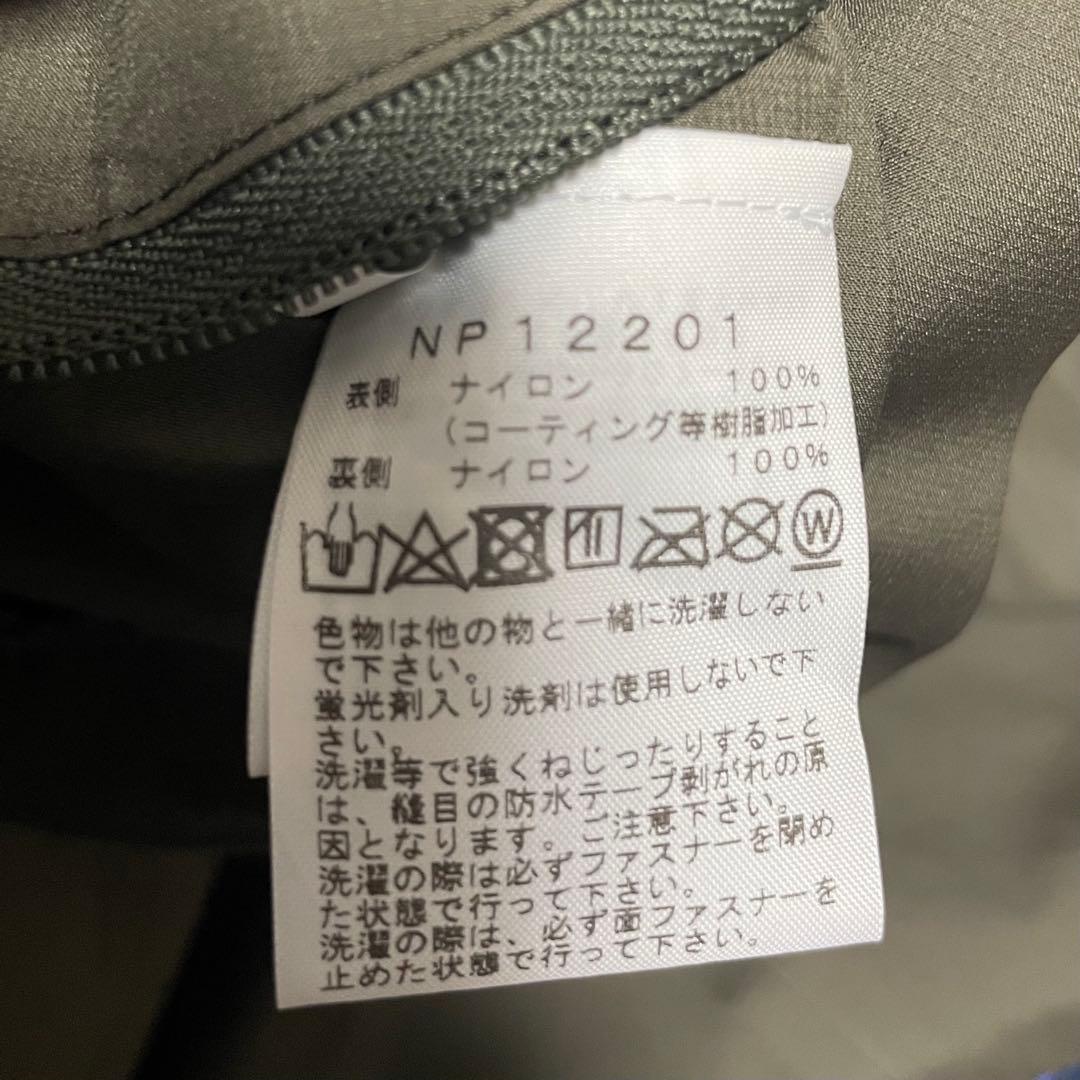 NP12201
表側 ナイロン 100%
(コーティング等樹脂加工)
裏側 ナイロン 100%
W
色物は他の物と一緒に洗濯しない
で下さい。
蛍光剤入り洗剤は使用しないで下
さい。
洗濯等で強くねじったりすること
は、縫目の防水テープ剥がれの原
因となります。ご注意下さい。
洗濯の際は必ずファスナーを閉め
た状態で行って下さい。
洗濯の際は、必ず面ファスナーを
止めた状態で行って下さい。